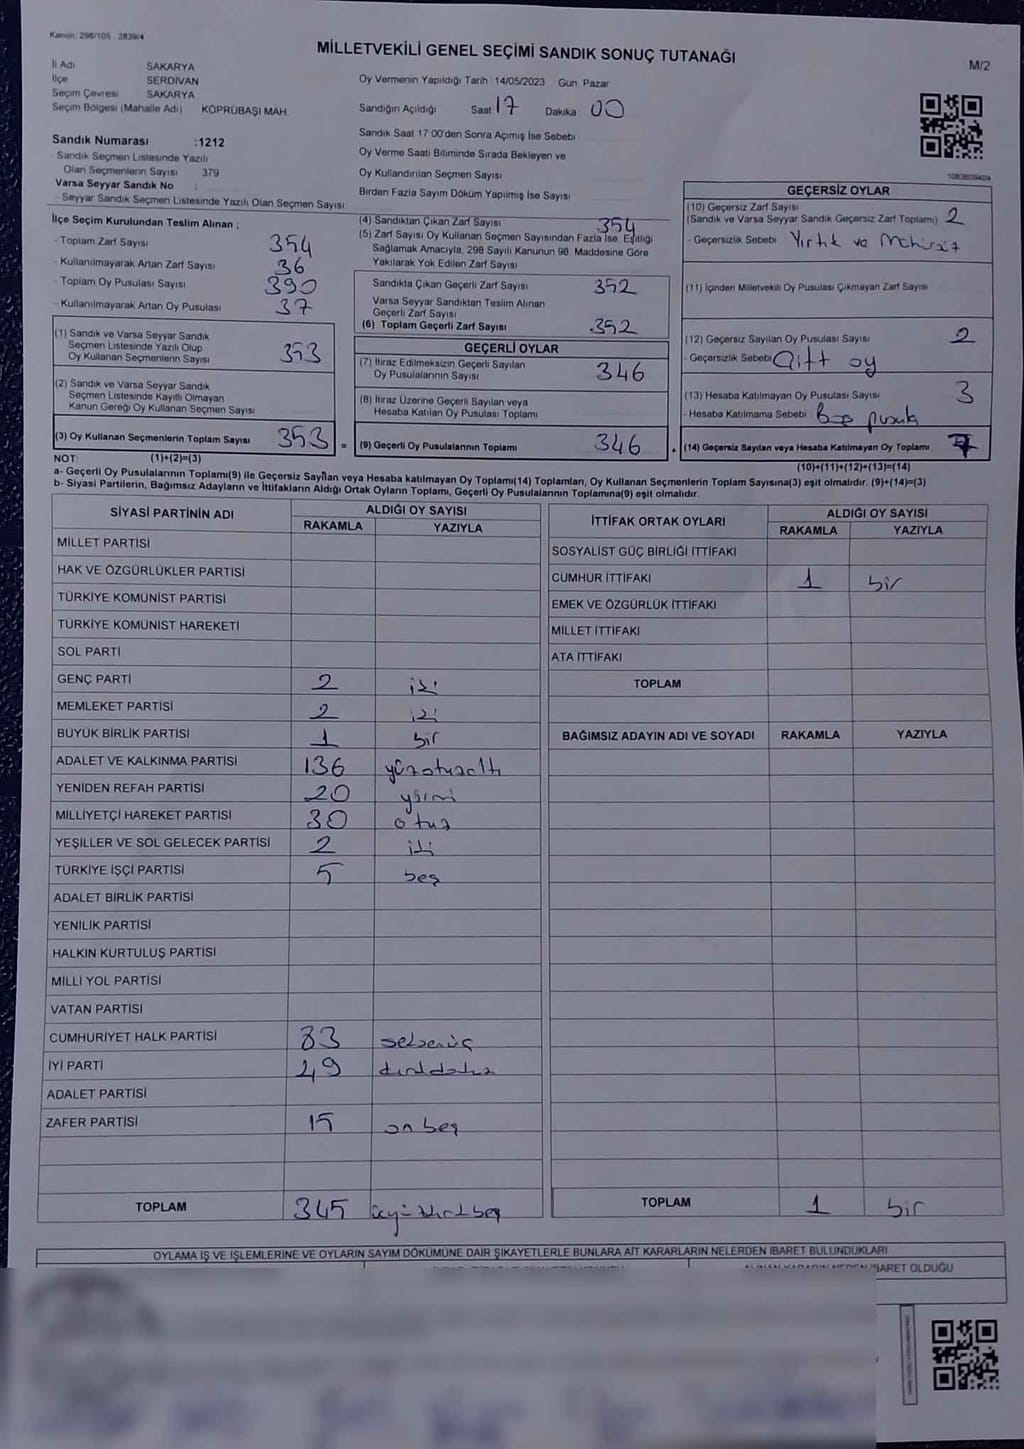 Kanun: 298/105 : 2839/4
MİLLETVEKİLİ GENEL SEÇİMİ SANDIK SONUÇ TUTANAĞI
M/2
İl Adı SAKARYA
İlçe SERDİVAN
Seçim Çevresi SAKARYA
Seçim Bölgesi (Mahalle Adı) KÖPRÜBAŞI MAH.
Oy Vermenin Yapıldığı Tarih 14/05/2023 Gün Pazar
Sandığın Açıldığı Saat 17 Dakika 00
Sandık Saat 17:00'den Sonra Açımış İse Sebebi
Oy Verme Saati Bitiminde Sırada Bekleyen ve
Oy Kullandırılan Seçmen Sayısı
Birden Fazla Sayım Döküm Yapılmış İse Sayısı
Sandık Numarası :1212
- Sandık Seçmen Listesinde Yazılı
Olan Seçmenlerin Sayısı 379
Varsa Seyyar Sandık No :
- Seyyar Sandık Seçmen Listesinde Yazılı Olan Seçmen Sayısı:
1083609404
İlçe Seçim Kurulundan Teslim Alınan ;
- Toplam Zarf Sayısı 354
- Kullanılmayarak Artan Zarf Sayısı 36
- Toplam Oy Pusulası Sayısı 390
- Kullanılmayarak Artan Oy Pusulası 37
(1) Sandık ve Varsa Seyyar Sandık
Seçmen Listesinde Yazılı Olup
Oy Kullanan Seçmenlerin Sayısı 353
(2) Sandık ve Varsa Seyyar Sandık
Seçmen Listesinde Kayıtlı Olmayan
Kanun Gereği Oy Kullanan Seçmen Sayısı
(3) Oy Kullanan Seçmenlerin Toplam Sayısı 353 =
(4) Sandıktan Çıkan Zarf Sayısı 354
(5) Zarf Sayısı Oy Kullanan Seçmen Sayısından Fazla İse, Eşitliği
Sağlamak Amacıyla, 298 Sayılı Kanunun 98. Maddesine Göre
Yakılarak Yok Edilen Zarf Sayısı
Sandıkta Çıkan Geçerli Zarf Sayısı 352
Varsa Seyyar Sandıktan Teslim Alınan
Geçerli Zarf Sayısı
(6) Toplam Geçerli Zarf Sayısı 352
GEÇERLİ OYLAR
(7) İtiraz Edilmeksizin Geçerli Sayılan
Oy Pusulalarının Sayısı 346
(8) İtiraz Üzerine Geçerli Sayılan veya
Hesaba Katılan Oy Pusulası Toplamı
(9) Geçerli Oy Pusulalarının Toplamı 346
GEÇERSİZ OYLAR
(10) Geçersiz Zarf Sayısı
(Sandık ve Varsa Seyyar Sandık Geçersiz Zarf Toplamı) 2
- Geçersizlik Sebebi Yırtık ve Mühürsüz
(11) İçinden Milletvekili Oy Pusulası Çıkmayan Zarf Sayısı
(12) Geçersiz Sayılan Oy Pusulası Sayısı 2
- Geçersizlik Sebebi Çift oy
(13) Hesaba Katılmayan Oy Pusulası Sayısı 3
- Hesaba Katılmama Sebebi Boş pusula
(14) Geçersiz Sayılan veya Hesaba Katılmayan Oy Toplamı 7
NOT: (1)+(2)=(3)
(10)+(11)+(12)+(13)=(14)
a- Geçerli Oy Pusulalarının Toplamı(9) ile Geçersiz Sayılan veya Hesaba katılmayan Oy Toplamı(14) Toplamları, Oy Kullanan Seçmenlerin Toplam Sayısına(3) eşit olmalıdır. (9)+(14)=(3)
b- Siyasi Partilerin, Bağımsız Adayların ve İttifakların Aldığı Ortak Oyların Toplamı, Geçerli Oy Pusulalarının Toplamına(9) eşit olmalıdır.
SİYASİ PARTİNİN ADI ALDIĞI OY SAYISI
RAKAMLA YAZIYLA
MİLLET PARTİSİ
HAK VE ÖZGÜRLÜKLER PARTİSİ
TÜRKİYE KOMÜNİST PARTİSİ
TÜRKİYE KOMÜNİST HAREKETİ
SOL PARTİ
GENÇ PARTİ 2 iki
MEMLEKET PARTİSİ 2 iki
BÜYÜK BİRLİK PARTİSİ 1 bir
ADALET VE KALKINMA PARTİSİ 136 yüzotuzaltı
YENİDEN REFAH PARTİSİ 20 yirmi
MİLLİYETÇİ HAREKET PARTİSİ 30 otuz
YEŞİLLER VE SOL GELECEK PARTİSİ 2 iki
TÜRKİYE İŞÇİ PARTİSİ 5 beş
ADALET BİRLİK PARTİSİ
YENİLİK PARTİSİ
HALKIN KURTULUŞ PARTİSİ
MİLLİ YOL PARTİSİ
VATAN PARTİSİ
CUMHURİYET HALK PARTİSİ 83 seksenüç
İYİ PARTİ 49 kırkdokuz
ADALET PARTİSİ
ZAFER PARTİSİ 15 on beş
TOPLAM 345 üçyüzkırkbeş
İTTİFAK ORTAK OYLARI ALDIĞI OY SAYISI
RAKAMLA YAZIYLA
SOSYALİST GÜÇ BİRLİĞİ İTTİFAKI
CUMHUR İTTİFAKI 1 bir
EMEK VE ÖZGÜRLÜK İTTİFAKI
MİLLET İTTİFAKI
ATA İTTİFAKI
TOPLAM
BAĞIMSIZ ADAYIN ADI VE SOYADI RAKAMLA YAZIYLA
TOPLAM 1 bir
OYLAMA İŞ VE İŞLEMLERİNE VE OYLARIN SAYIM DÖKÜMÜNE DAİR ŞİKAYETLERLE BUNLARA AİT KARARLARIN NELERDEN İBARET BULUNDUKLARI
ALINAN KARARIN NEDEN İBARET OLDUĞU